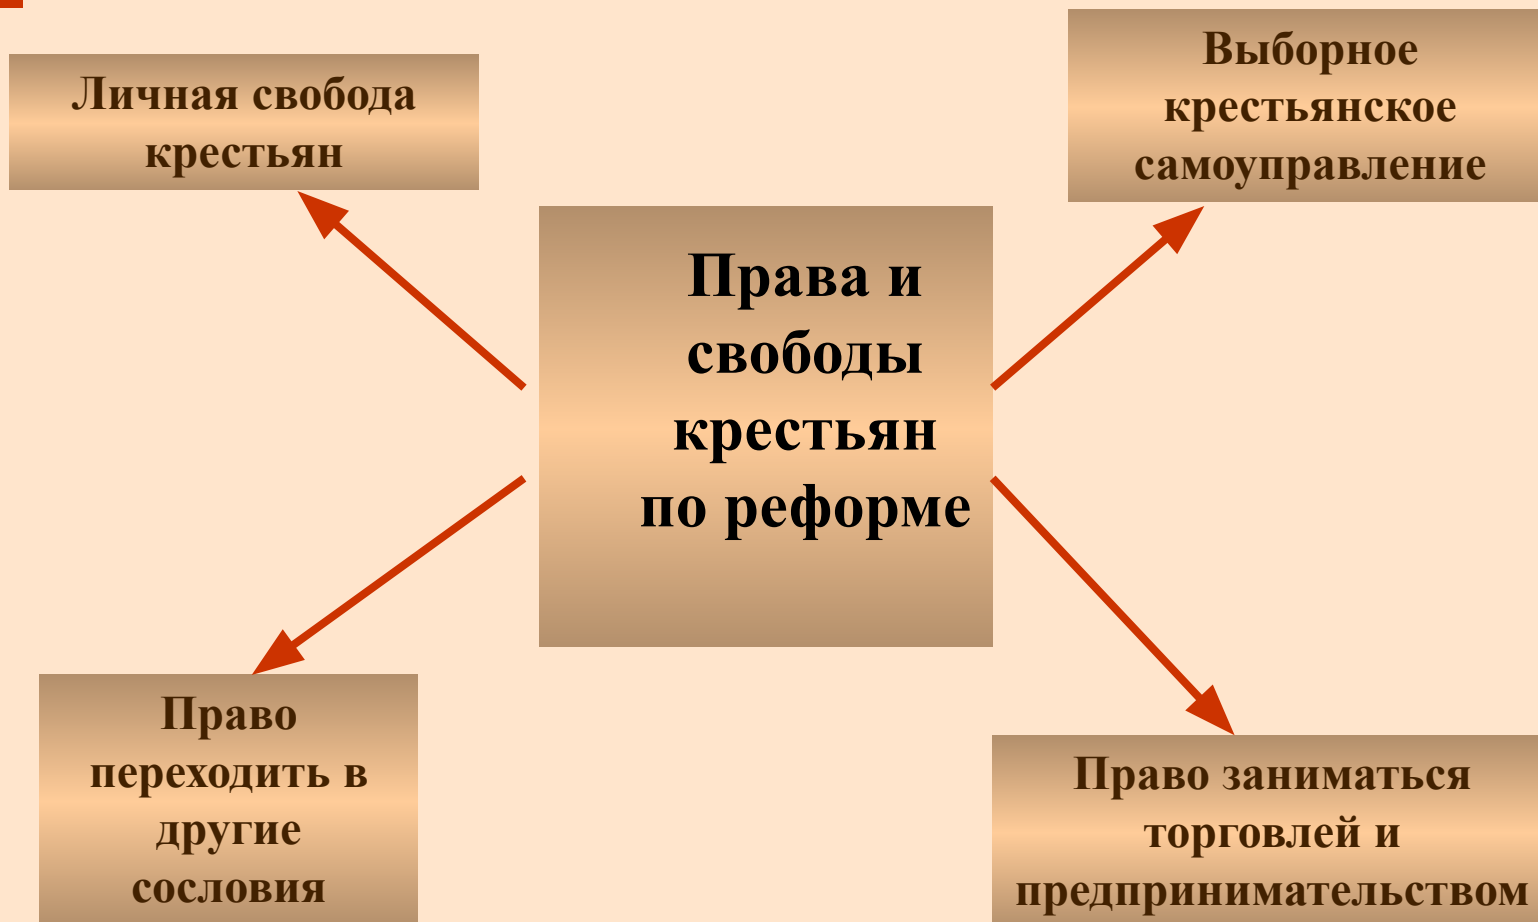 Личная свобода
крестьян
Выборное
крестьянское
самоуправление
Права и
свободы
крестьян
по реформе
Право
переходить в
другие
сословия
Право заниматься
торговлей и
предпринимательством